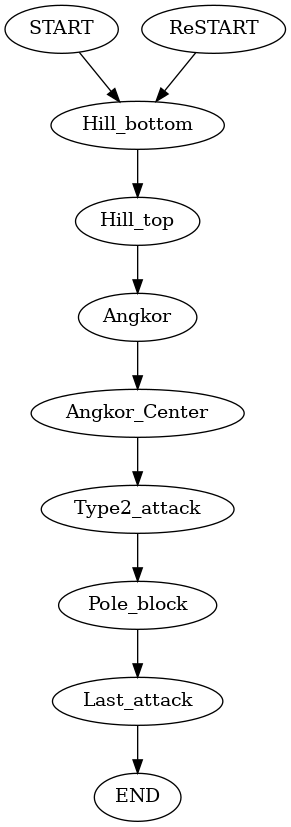 START
ReSTART
Hill_bottom
Hill_top
Angkor
Angkor_Center
Type2_attack
Pole_block
Last_attack
END